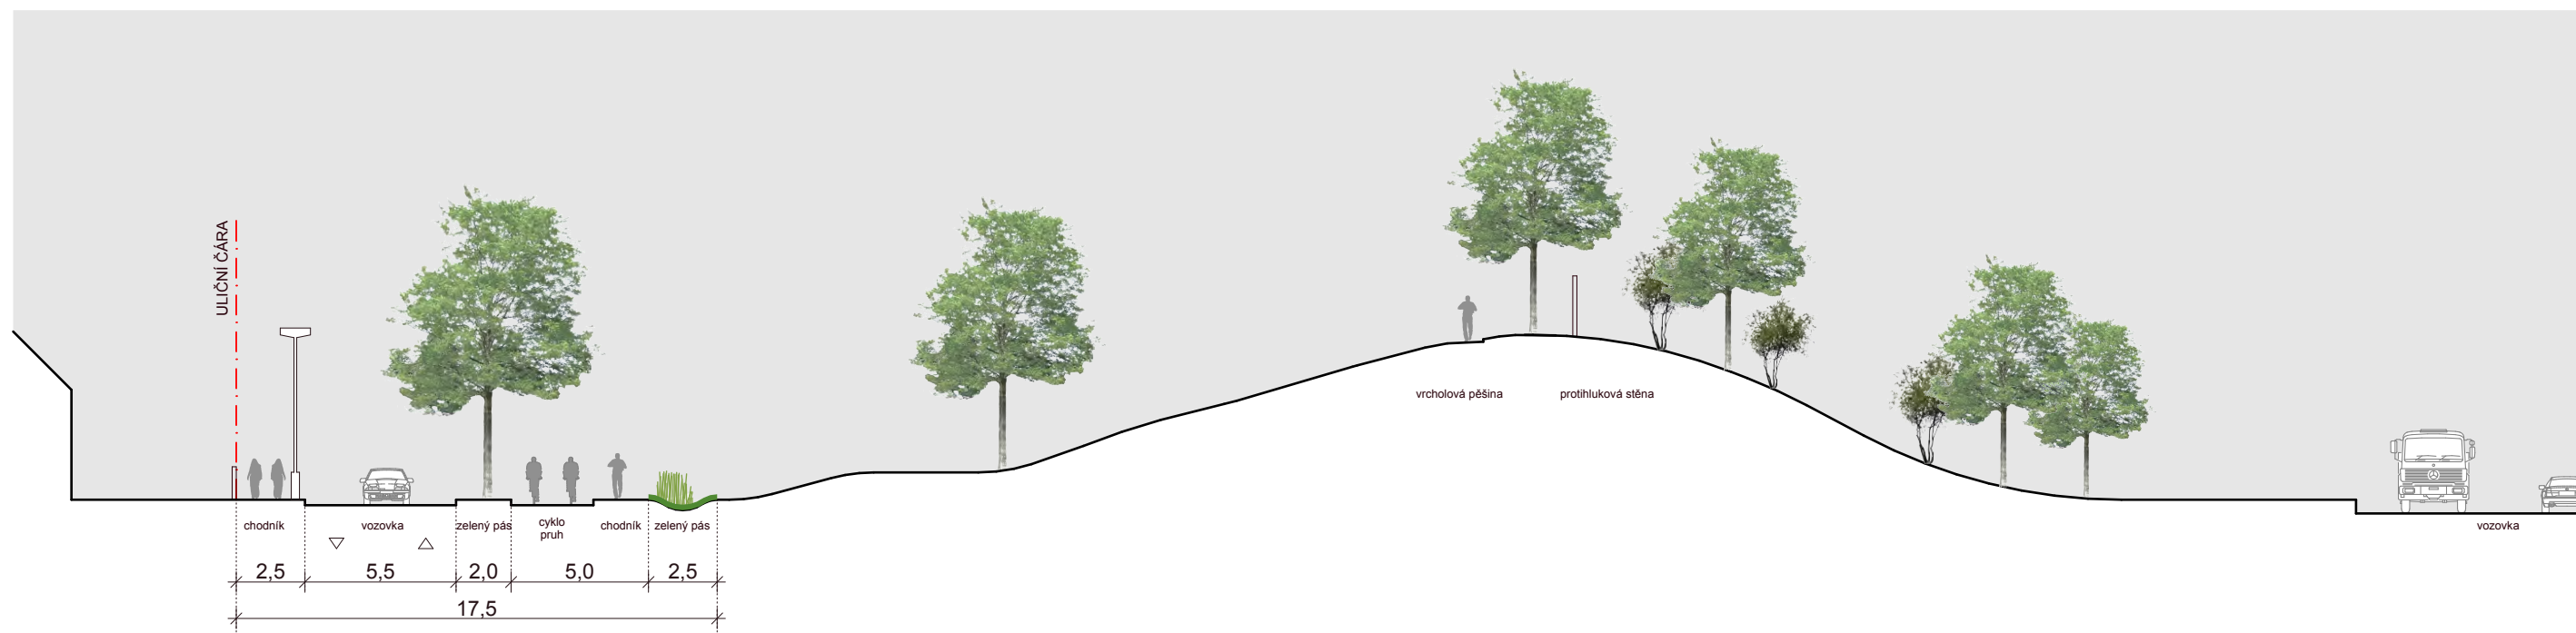 ULIČNÍ ČÁRA
vrcholová pěšina
protihluková stěna
chodník
vozovka
zelený pás
cyklo
pruh
chodník
zelený pás
vozovka
2,5
5,5
2,0
5,0
2,5
17,5